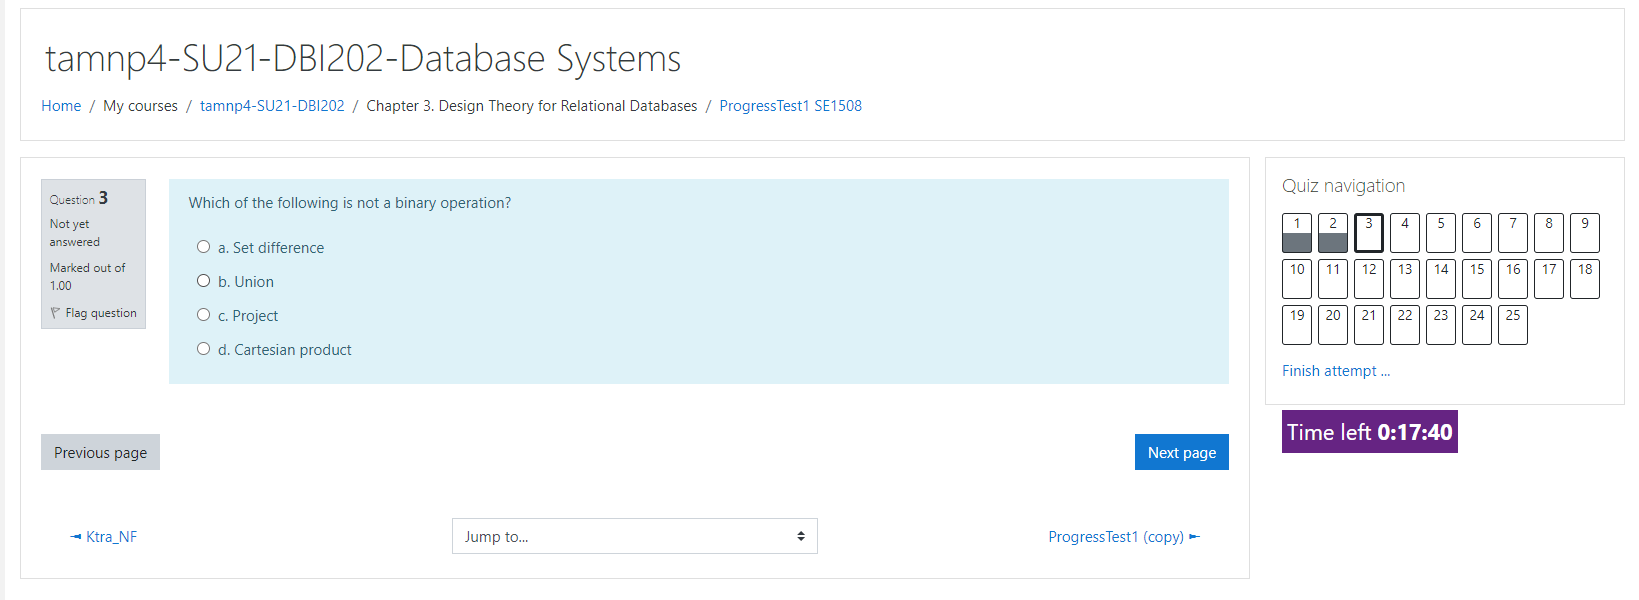 tamnp4-SU21-DBI202-Database Systems
Home / My courses / tamnp4-SU21-DBI202 / Chapter 3. Design Theory for Relational Databases / ProgressTest1 SE1508
Question 3
Not yet
answered
Marked out of
1.00
Flag question
Which of the following is not a binary operation?
a. Set difference
b. Union
c. Project
d. Cartesian product
Previous page
Next page
◄ Ktra_NF
Jump to...
ProgressTest1 (copy) ►
Quiz navigation
1 2 3 4 5 6 7 8 9
10 11 12 13 14 15 16 17 18
19 20 21 22 23 24 25
Finish attempt ...
Time left 0:17:40